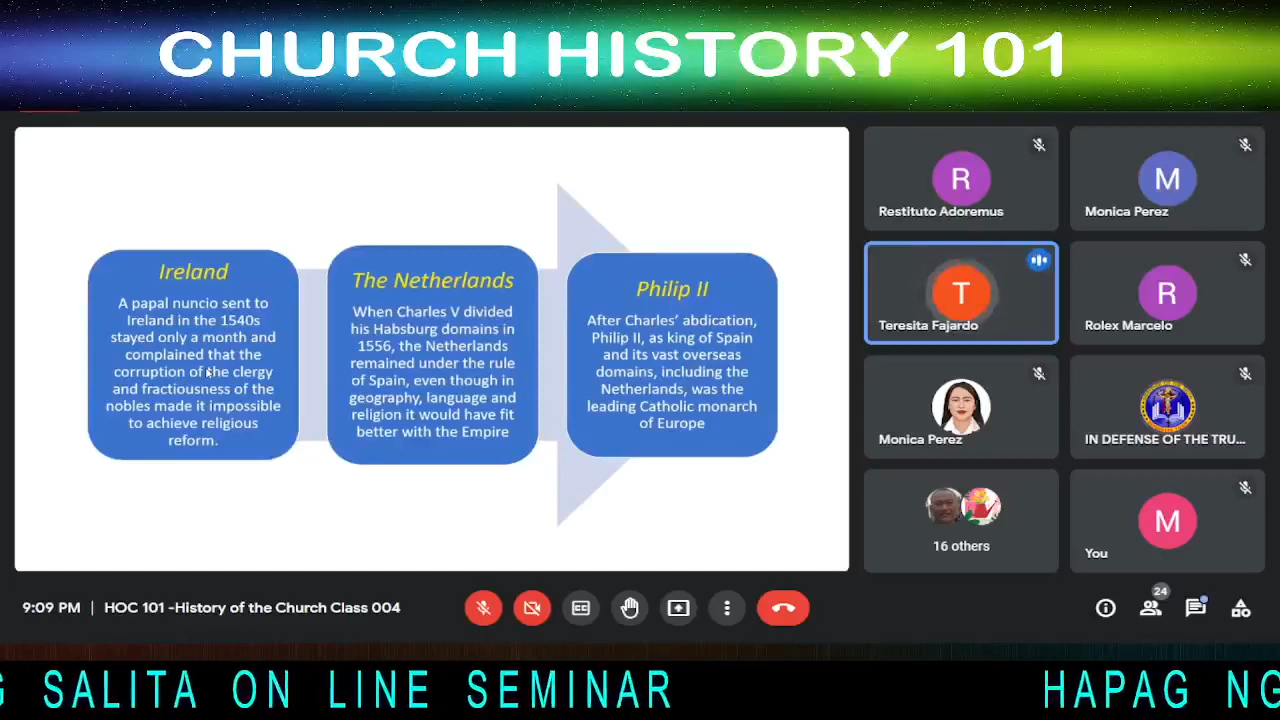 CHURCH HISTORY 101
Ireland
A papal nuncio sent to
Ireland in the 1540s
stayed only a month and
complained that the
corruption of the clergy
and fractiousness of the
nobles made it impossible
to achieve religious
reform.
The Netherlands
When Charles V divided
his Habsburg domains in
1556, the Netherlands
remained under the rule
of Spain, even though in
geography, language and
religion it would have fit
better with the Empire
Philip II
After Charles' abdication,
Philip II, as king of Spain
and its vast overseas
domains, including the
Netherlands, was the
leading Catholic monarch
of Europe
R
Restituto Adoremus
M
Monica Perez
T
Teresita Fajardo
R
Rolex Marcelo
Monica Perez
IN DEFENSE OF THE TRU...
16 others
M
You
9:09 PM | HOC 101 -History of the Church Class 004
CC
24
G SALITA ON LINE SEMINAR HAPAG NG